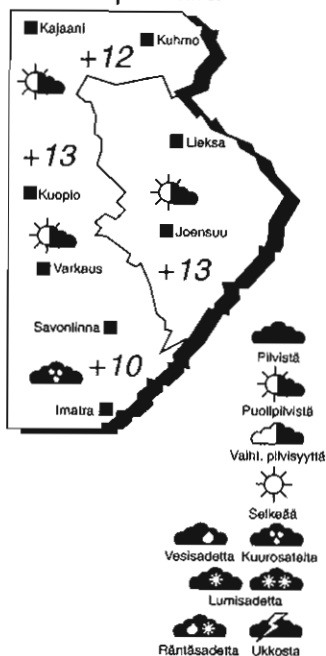 Kajaani
Kuhmo
+12
Lieksa
+13
Kuopio
Joensuu
Varkaus
+13
Savonlinna
+10
Imatra
Pilvistä
Puolipilvistä
Vaiht. pilvisyyttä
Selkeää
Vesisadetta Kuurosateita
Lumisadetta
Räntäsadetta Ukkosta